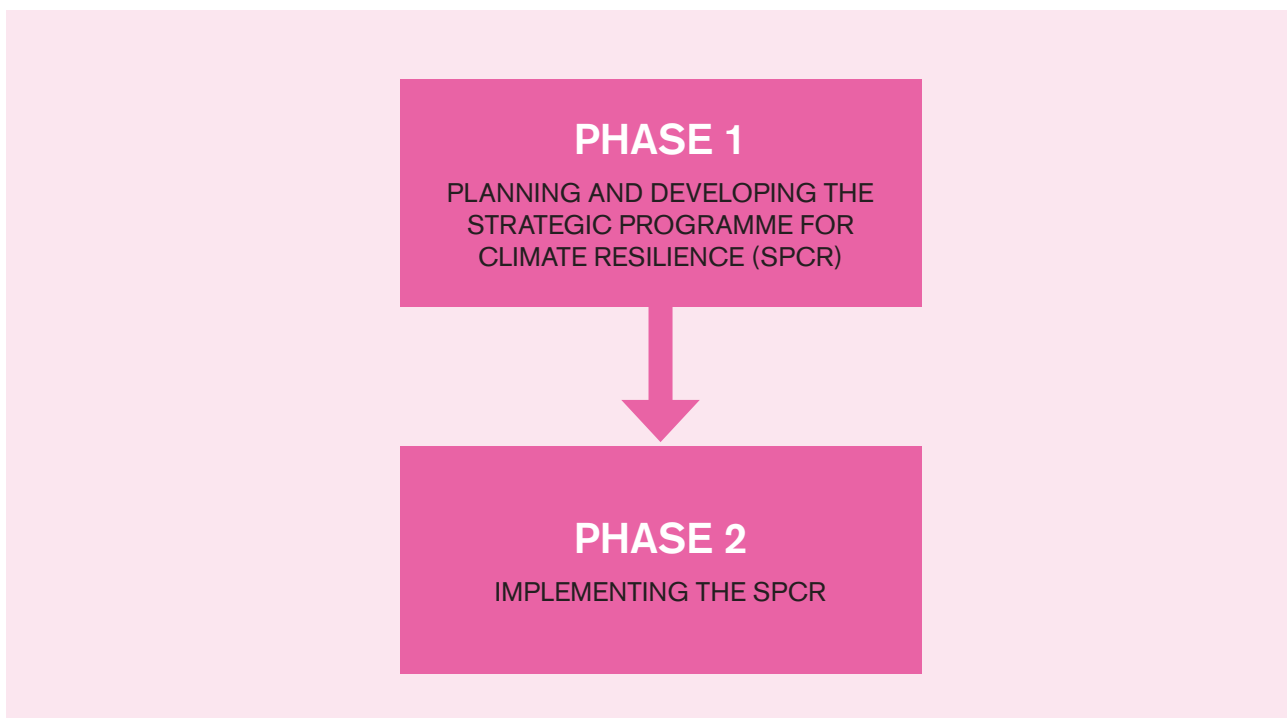 PHASE 1
PLANNING AND DEVELOPING THE
STRATEGIC PROGRAMME FOR
CLIMATE RESILIENCE (SPCR)
PHASE 2
IMPLEMENTING THE SPCR